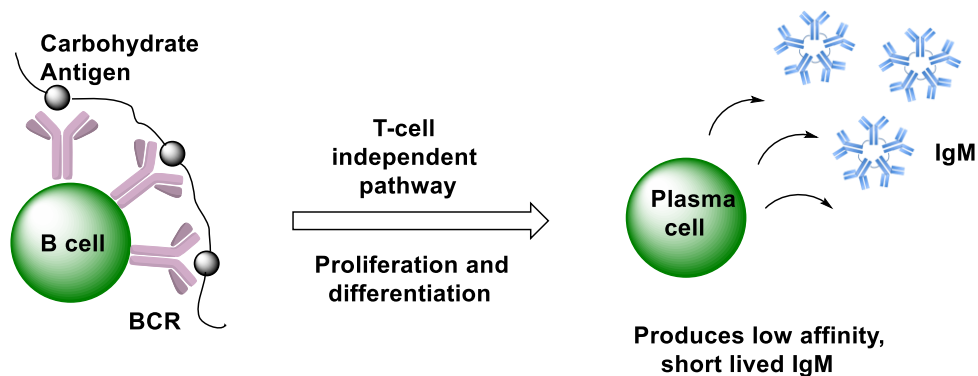 Carbohydrate
Antigen
B cell
BCR
T-cell
independent
pathway
Proliferation and
differentiation
Plasma
cell
IgM
Produces low affinity,
short lived IgM